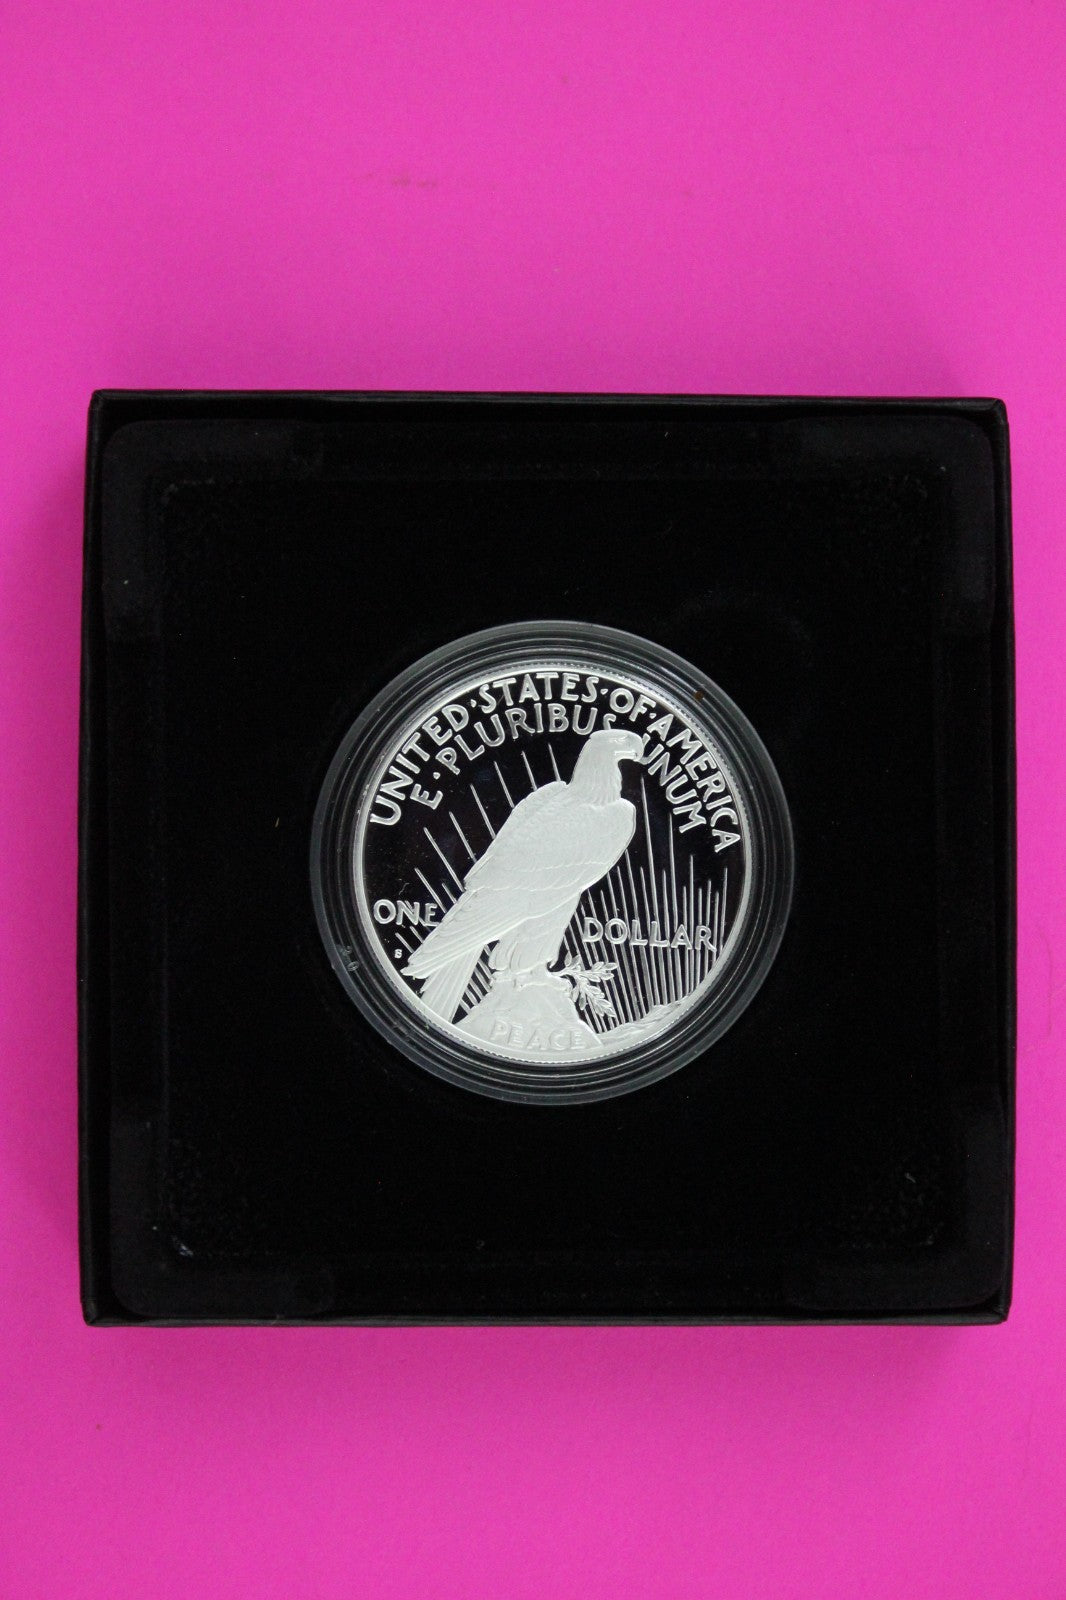 UNITED·STATES·OF·AMERICA
E·PLURIBUS UNUM
ONE DOLLAR
S
PEACE